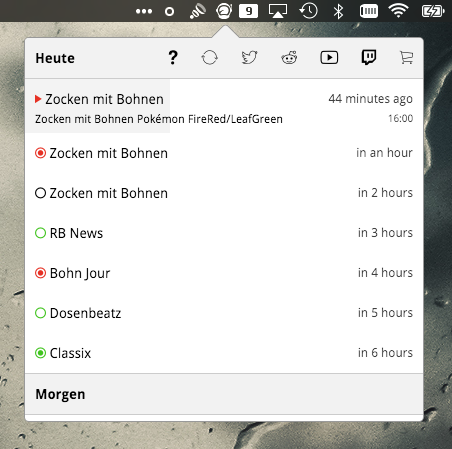 9
Heute ?
Zocken mit Bohnen 44 minutes ago
Zocken mit Bohnen Pokémon FireRed/LeafGreen 16:00
Zocken mit Bohnen in an hour
Zocken mit Bohnen in 2 hours
RB News in 3 hours
Bohn Jour in 4 hours
Dosenbeatz in 5 hours
Classix in 6 hours
Morgen